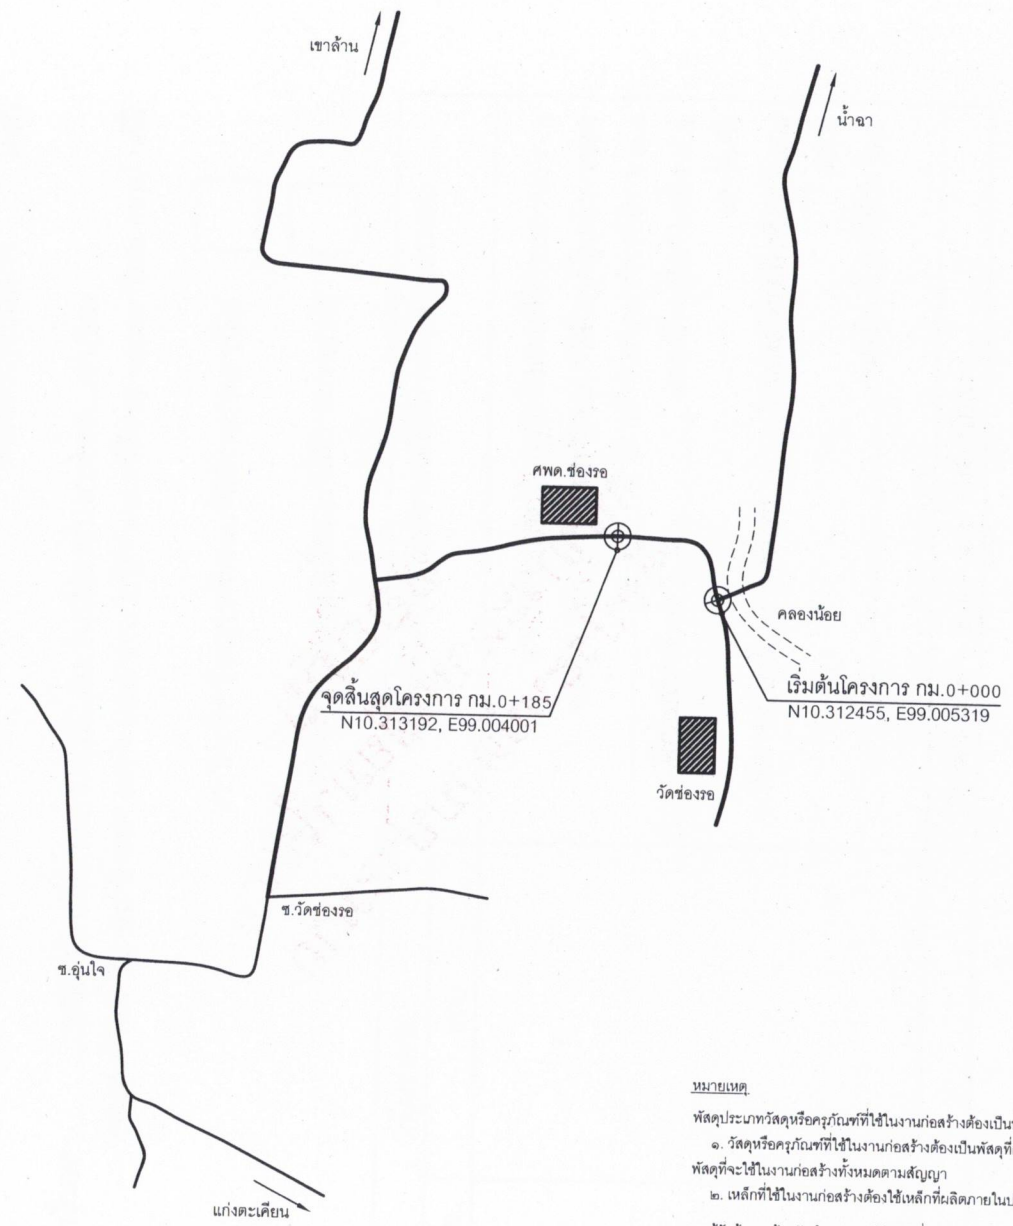 เขาล้าน
น้ำฉา
ศพด.ช่องรอ
คลองน้อย
จุดสิ้นสุดโครงการ กม.0+185
N10.313192, E99.004001
เริ่มต้นโครงการ กม.0+000
N10.312455, E99.005319
วัดช่องรอ
ซ.วัดช่องรอ
ซ.อุ่นใจ
แก่งตะเคียน
หมายเหตุ
พัสดุประเภทวัสดุหรือครุภัณฑ์ที่ใช้ในงานก่อสร้างต้องเป็น
๑. วัสดุหรือครุภัณฑ์ที่ใช้ในงานก่อสร้างต้องเป็นพัสดุที่
พัสดุที่จะใช้ในงานก่อสร้างทั้งหมดตามสัญญา
๒. เหล็กที่ใช้ในงานก่อสร้างต้องใช้เหล็กที่ผลิตภายใน